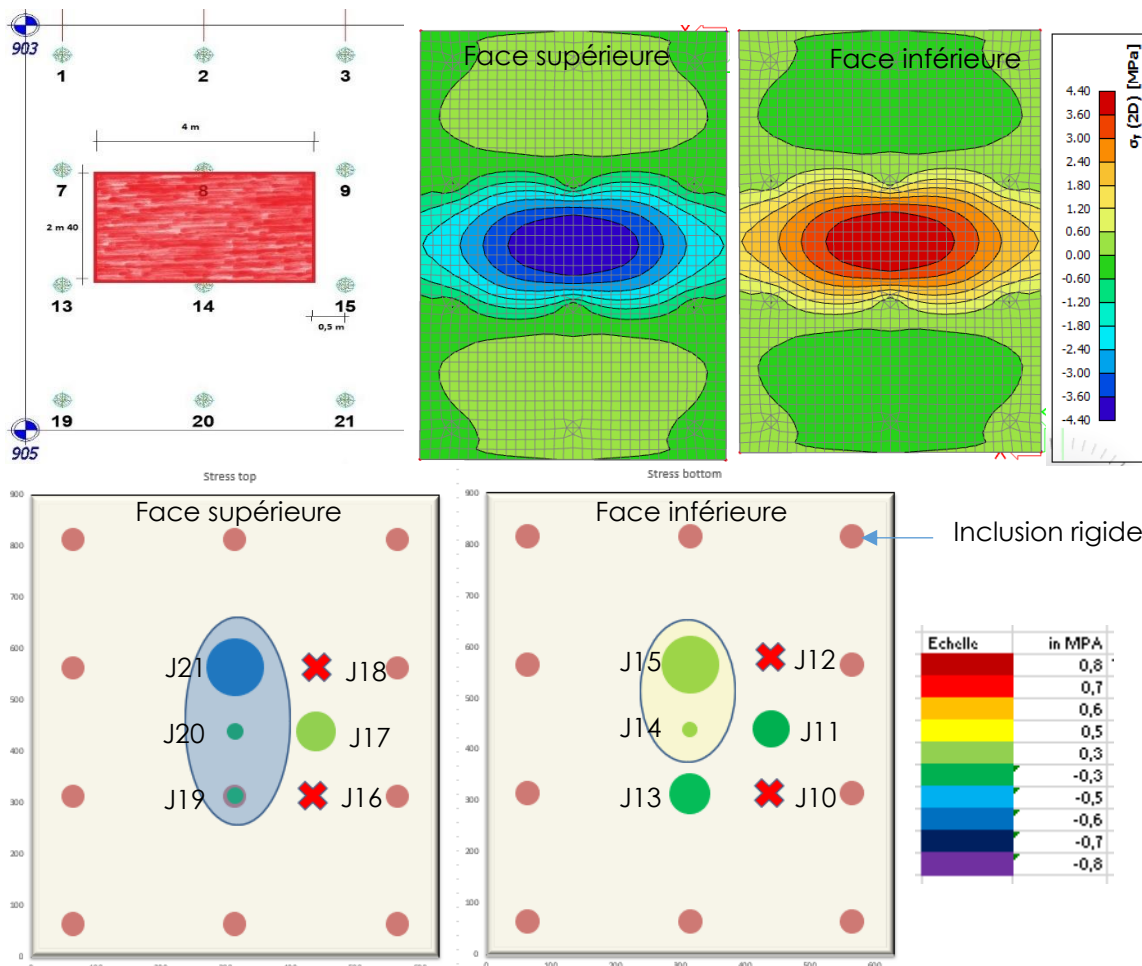 903
1 2 3
4 m
7 8 9
2 m 40
13 14 15
0,5 m
19 20 21
905
Face supérieure
Face inférieure
4.40
3.60
3.00
2.40
1.80
1.20
0.00
-0.60
-1.20
-1.80
-2.40
-3.00
-3.60
-4.40
(2D) [MPa]
Stress top
Face supérieure
900
800
700
600
500
400
300
200
100
0
J21 J18
J20 J17
J19 J16
Stress bottom
Face inférieure
900
800
700
600
500
400
300
200
100
0
J15 J12
J14 J11
J13 J10
Inclusion rigide
Echelle in MPA
0,8
0,7
0,6
0,5
0,3
-0,3
-0,5
-0,6
-0,7
-0,8